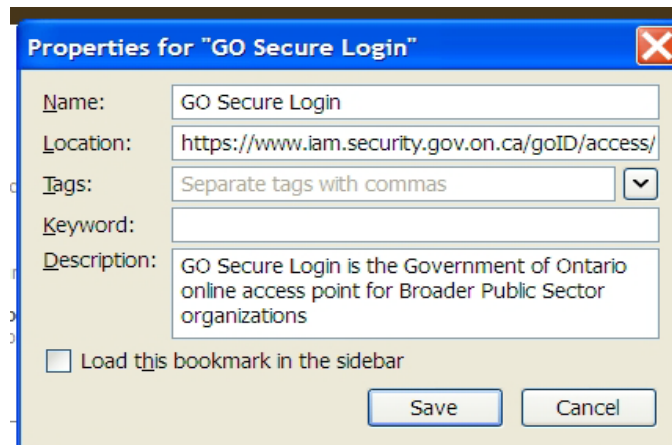 Properties for "GO Secure Login"
Name: GO Secure Login
Location: https://www.iam.security.gov.on.ca/goID/access/
Tags: Separate tags with commas
Keyword:
Description: GO Secure Login is the Government of Ontario
online access point for Broader Public Sector
organizations
Load this bookmark in the sidebar
Save Cancel